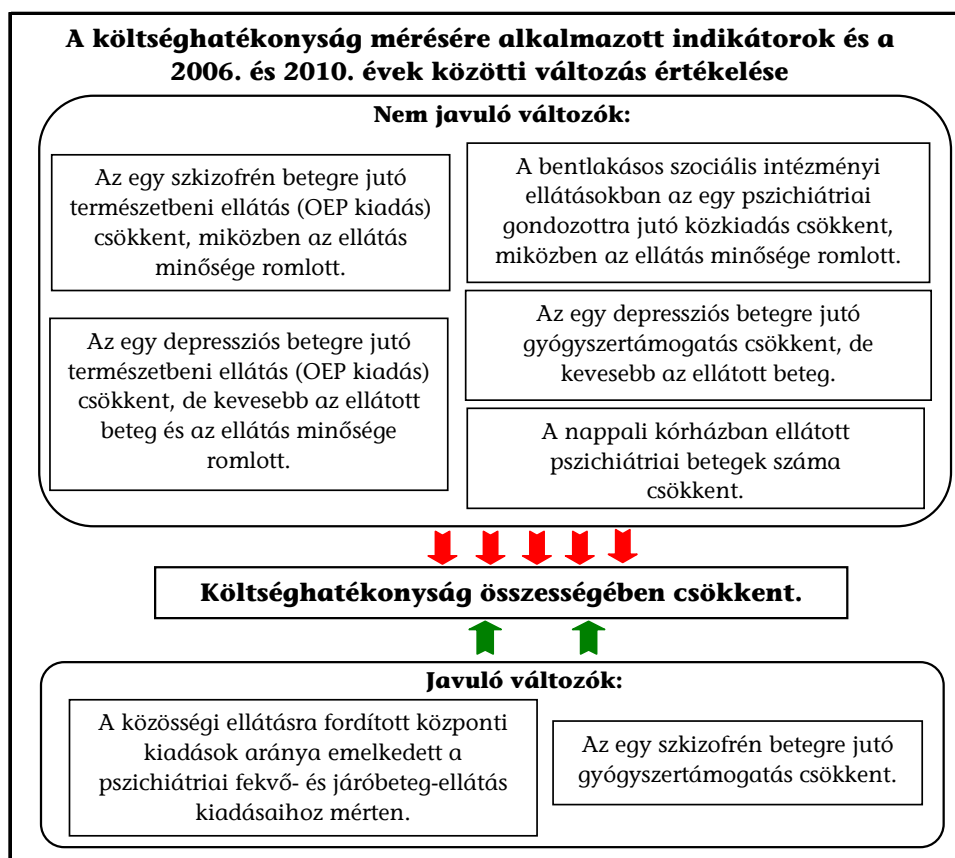 A költséghatékonyság mérésére alkalmazott indikátorok és a
2006. és 2010. évek közötti változás értékelése
Nem javuló változók:
Az egy szkizofrén betegre jutó
természetbeni ellátás (OEP kiadás)
csökkent, miközben az ellátás
minősége romlott.
Az egy depressziós betegre jutó
természetbeni ellátás (OEP kiadás)
csökkent, de kevesebb az ellátott
beteg és az ellátás minősége
romlott.
A bentlakásos szociális intézményi
ellátásokban az egy pszichiátriai
gondozottra jutó közkiadás csökkent,
miközben az ellátás minősége romlott.
Az egy depressziós betegre jutó
gyógyszertámogatás csökkent, de
kevesebb az ellátott beteg.
A nappali kórházban ellátott
pszichiátriai betegek száma
csökkent.
Költséghatékonyság összességében csökkent.
Javuló változók:
A közösségi ellátásra fordított központi
kiadások aránya emelkedett a
pszichiátriai fekvő- és járóbeteg-ellátás
kiadásaihoz mérten.
Az egy szkizofrén betegre jutó
gyógyszertámogatás csökkent.